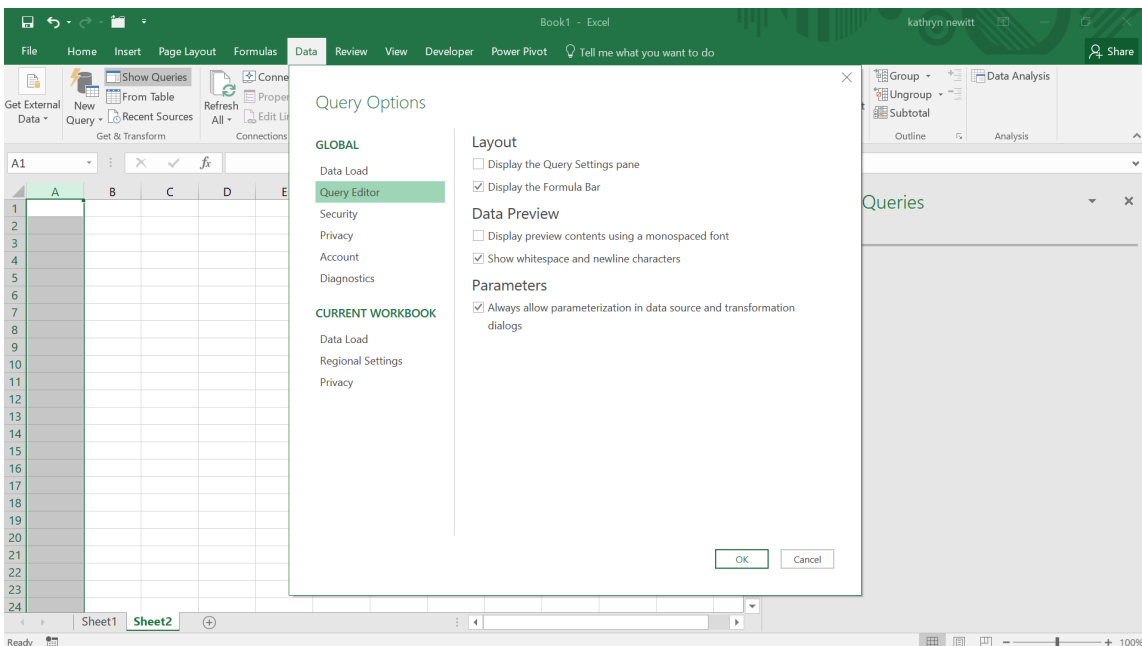 Book1 - Excel
kathryn newitt
File Home Insert Page Layout Formulas Data Review View Developer Power Pivot Tell me what you want to do
Share
Get External Data
New Query
Show Queries
From Table
Recent Sources
Get & Transform
Refresh All
Conne
Proper
Edit Lin
Connections
Group
Ungroup
Subtotal
Outline
Data Analysis
Analysis
A1
fx
A B C D E
1
2
3
4
5
6
7
8
9
10
11
12
13
14
15
16
17
18
19
20
21
22
23
24
Query Options
GLOBAL
Data Load
Query Editor
Security
Privacy
Account
Diagnostics
CURRENT WORKBOOK
Data Load
Regional Settings
Privacy
Layout
Display the Query Settings pane
Display the Formula Bar
Data Preview
Display preview contents using a monospaced font
Show whitespace and newline characters
Parameters
Always allow parameterization in data source and transformation
dialogs
OK Cancel
Queries
Sheet1 Sheet2
Ready
100%